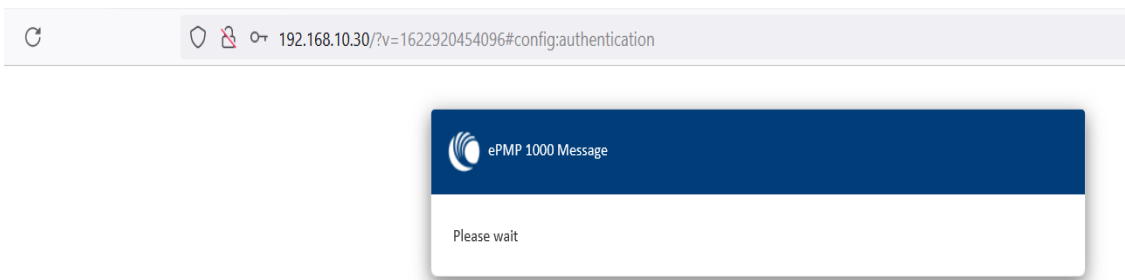 192.168.10.30/?v=1622920454096#config:authentication
ePMP 1000 Message
Please wait